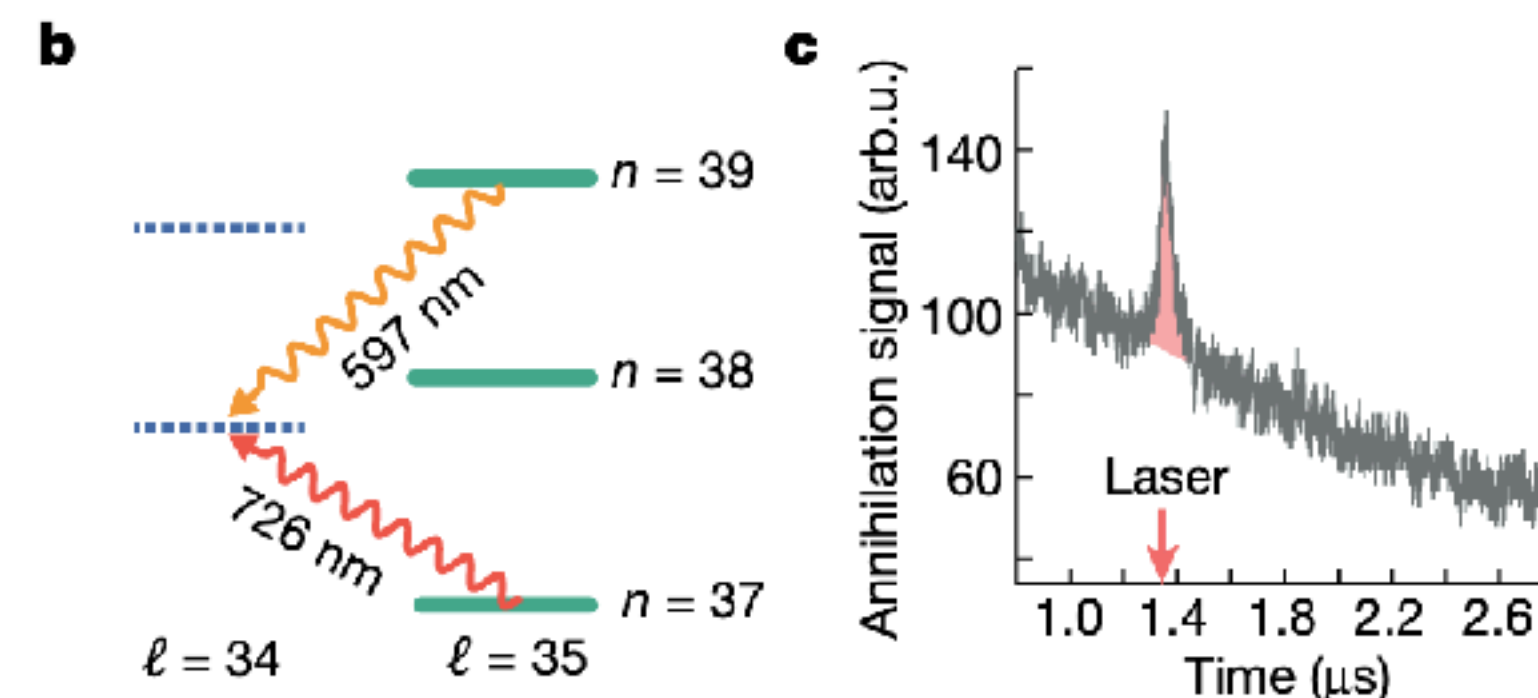 b
n = 39
597 nm
n = 38
726 nm
n = 37
ℓ = 34
ℓ = 35
c
Annihilation signal (arb.u.)
140
100
60
Laser
1.0 1.4 1.8 2.2 2.6
Time (μs)